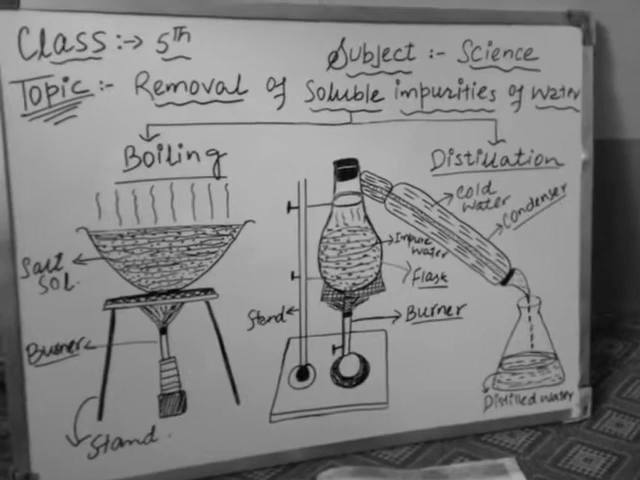 Class:-> 5th
Subject :- Science
Topic:- Removal of Soluble impurities of water
Boiling
Distillation
Salt
Sol.
Burner
Stand.
Cold
water
Condenser
Impure
water
Flask
Stand
Burner
Distilled water